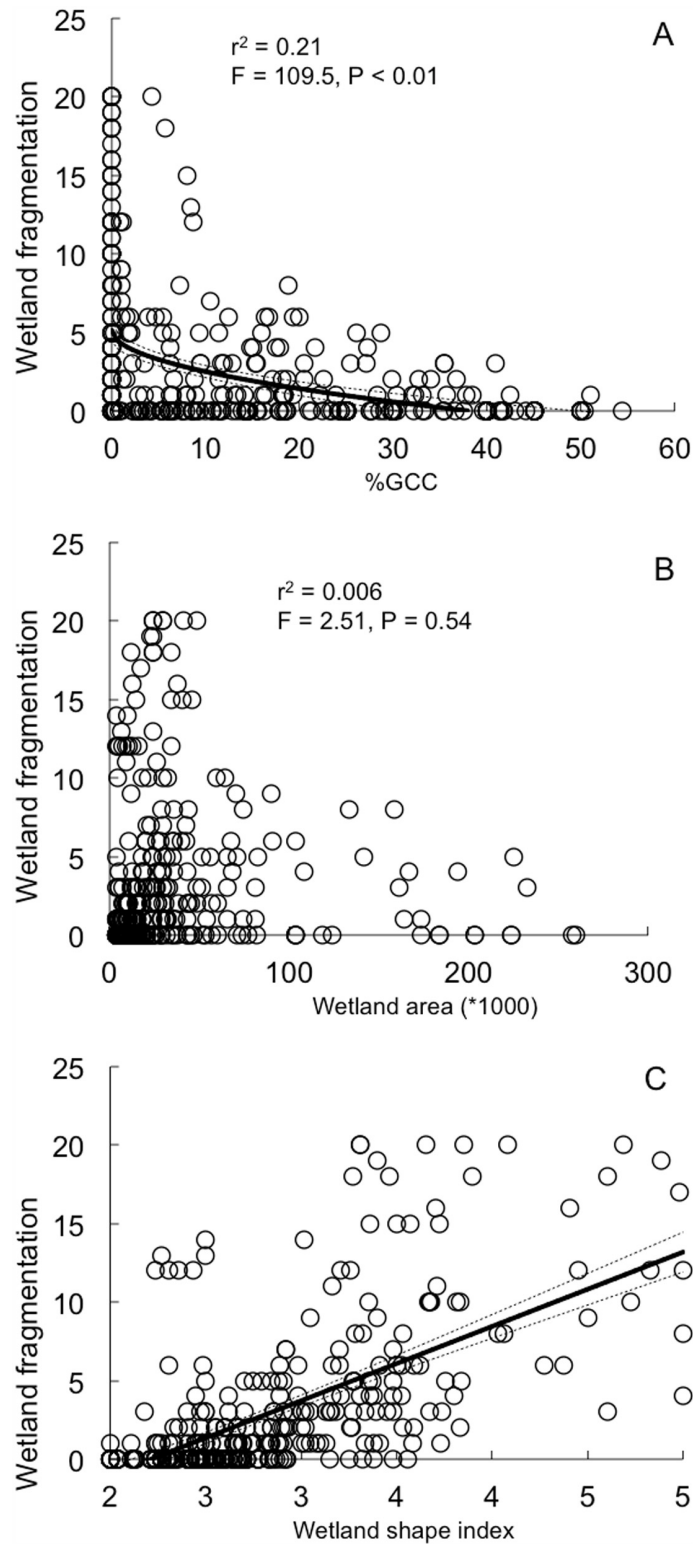 A
r² = 0.21
F = 109.5, P < 0.01
Wetland fragmentation
25
20
15
10
5
0
0 10 20 30 40 50 60
%GCC
B
r² = 0.006
F = 2.51, P = 0.54
Wetland fragmentation
25
20
15
10
5
0
0 100 200 300
Wetland area (*1000)
C
Wetland fragmentation
25
20
15
10
5
0
2 3 3 4 4 5 5
Wetland shape index